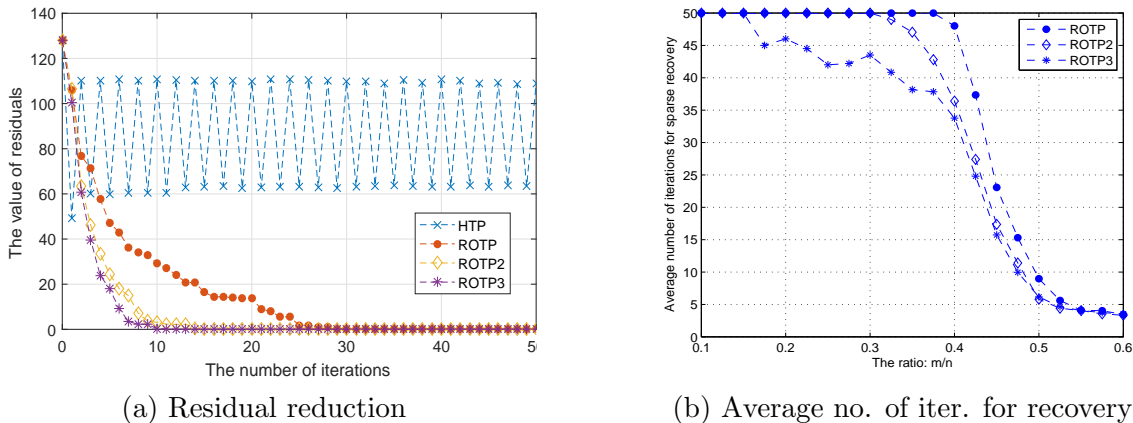 140
120
100
80
60
40
20
0
The value of residuals
HTP
ROTP
ROTP2
ROTP3
0 10 20 30 40 50
The number of iterations
(a) Residual reduction
50
45
40
35
30
25
20
15
10
5
0
Average number of iterations for sparse recovery
ROTP
ROTP2
ROTP3
0.1 0.2 0.3 0.4 0.5 0.6
The ratio: m/n
(b) Average no. of iter. for recovery